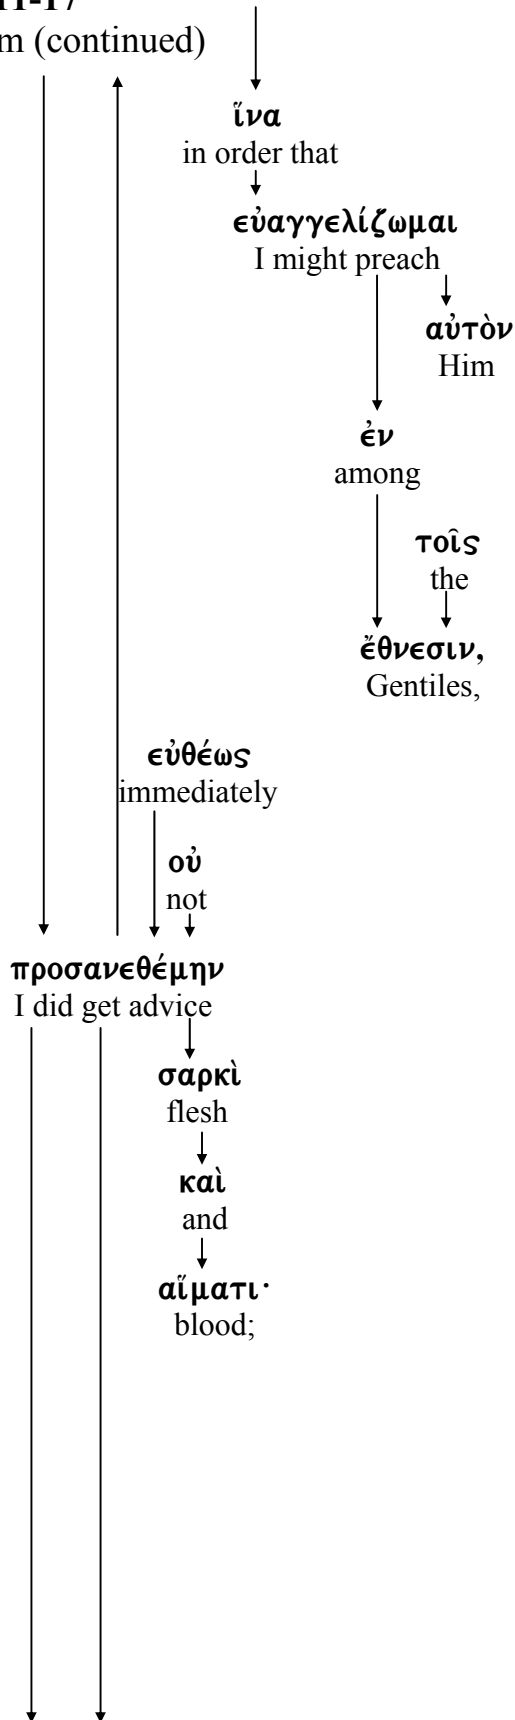 11-17
m (continued)
ἵνα
in order that
εὐαγγελίζωμαι
I might preach
αὐτὸν
Him
ἐν
among
τοῖς
the
ἔθνεσιν,
Gentiles,
εὐθέως
immediately
οὐ
not
προσανεθέμην
I did get advice
σαρκὶ
flesh
καὶ
and
αἵματι·
blood;